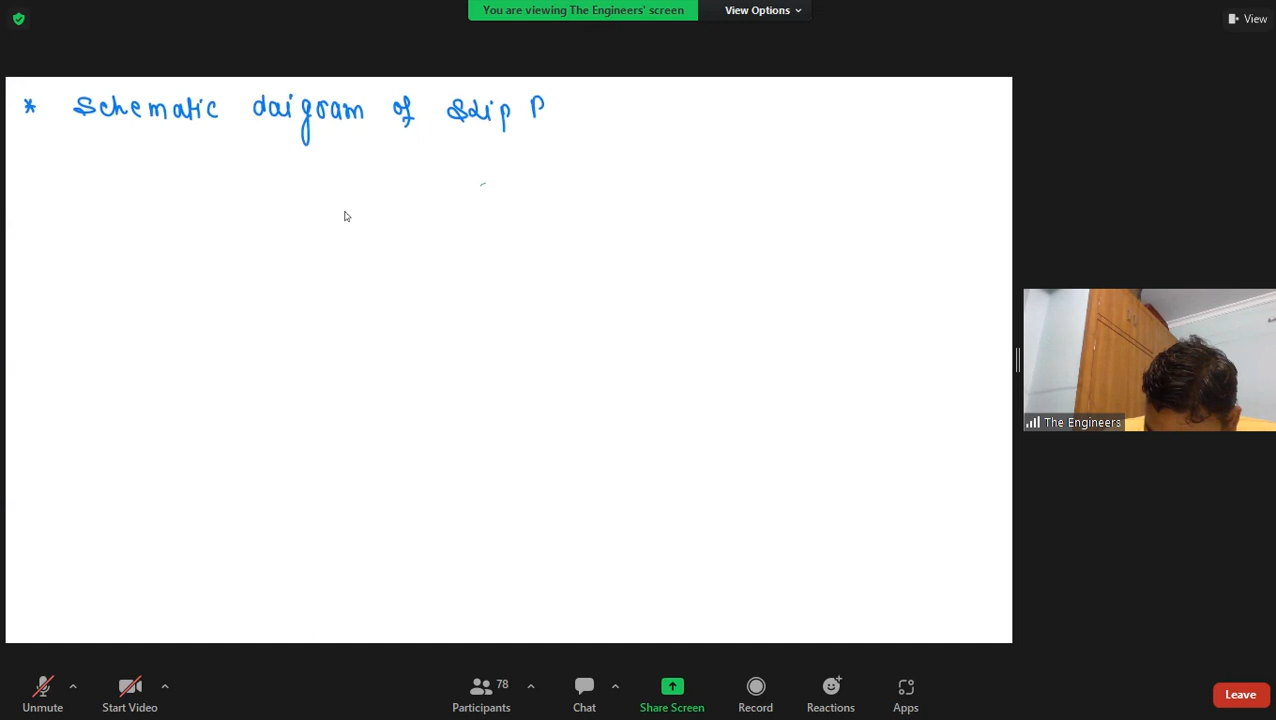 You are viewing The Engineers' screen
View Options
View
* Schematic daigram of Slip P
The Engineers
Unmute
Start Video
78
Participants
Chat
Share Screen
Record
Reactions
Apps
Leave